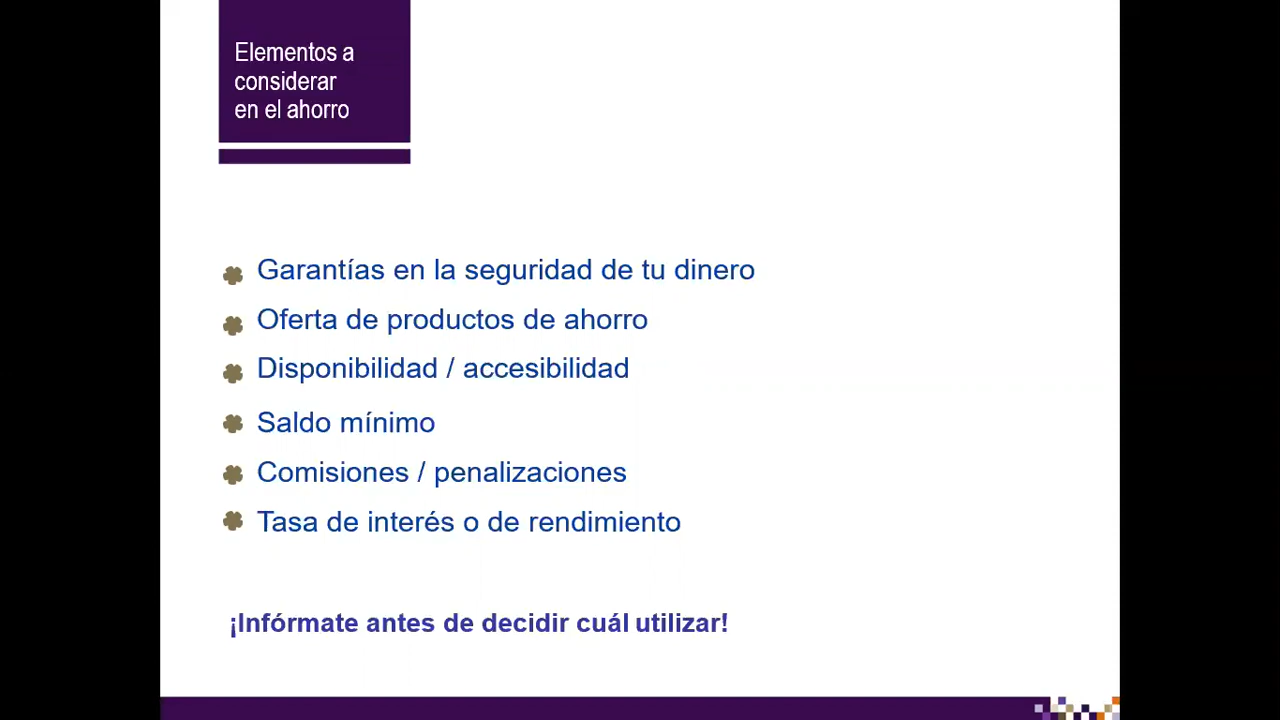 Elementos a
considerar
en el ahorro
Garantías en la seguridad de tu dinero
Oferta de productos de ahorro
Disponibilidad / accesibilidad
Saldo mínimo
Comisiones / penalizaciones
Tasa de interés o de rendimiento
¡Infórmate antes de decidir cuál utilizar!